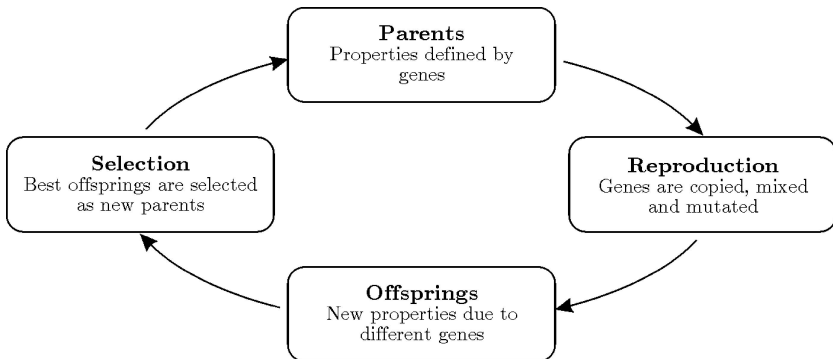 Parents
Properties defined by
genes
Selection
Best offsprings are selected
as new parents
Reproduction
Genes are copied, mixed
and mutated
Offsprings
New properties due to
different genes